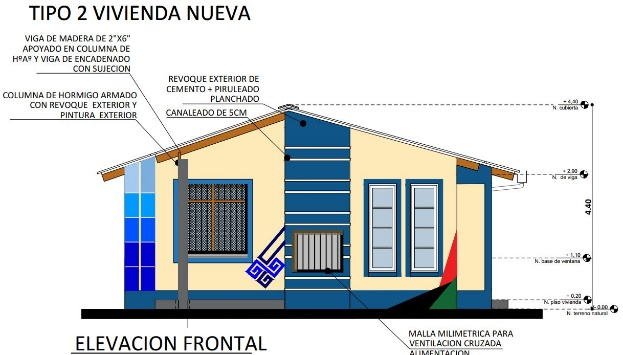 TIPO 2 VIVIENDA NUEVA
VIGA DE MADERA DE 2"X6"
APOYADO EN COLUMNA DE
HºAº Y VIGA DE ENCADENADO
CON SUJECION
COLUMNA DE HORMIGO ARMADO
CON REVOQUE EXTERIOR Y
PINTURA EXTERIOR
REVOQUE EXTERIOR DE
CEMENTO + PIRULEADO
PLANCHADO
CANALEADO DE 5CM
+ 4,40
N. cubierta
+ 2,90
N. de viga
4.40
+ 1,10
N. base de ventana
+ 0,20
N. piso vivienda
+ 0.00
N. terreno natural
MALLA MILIMETRICA PARA
VENTILACION CRUZADA
ALIMENTACION
ELEVACION FRONTAL